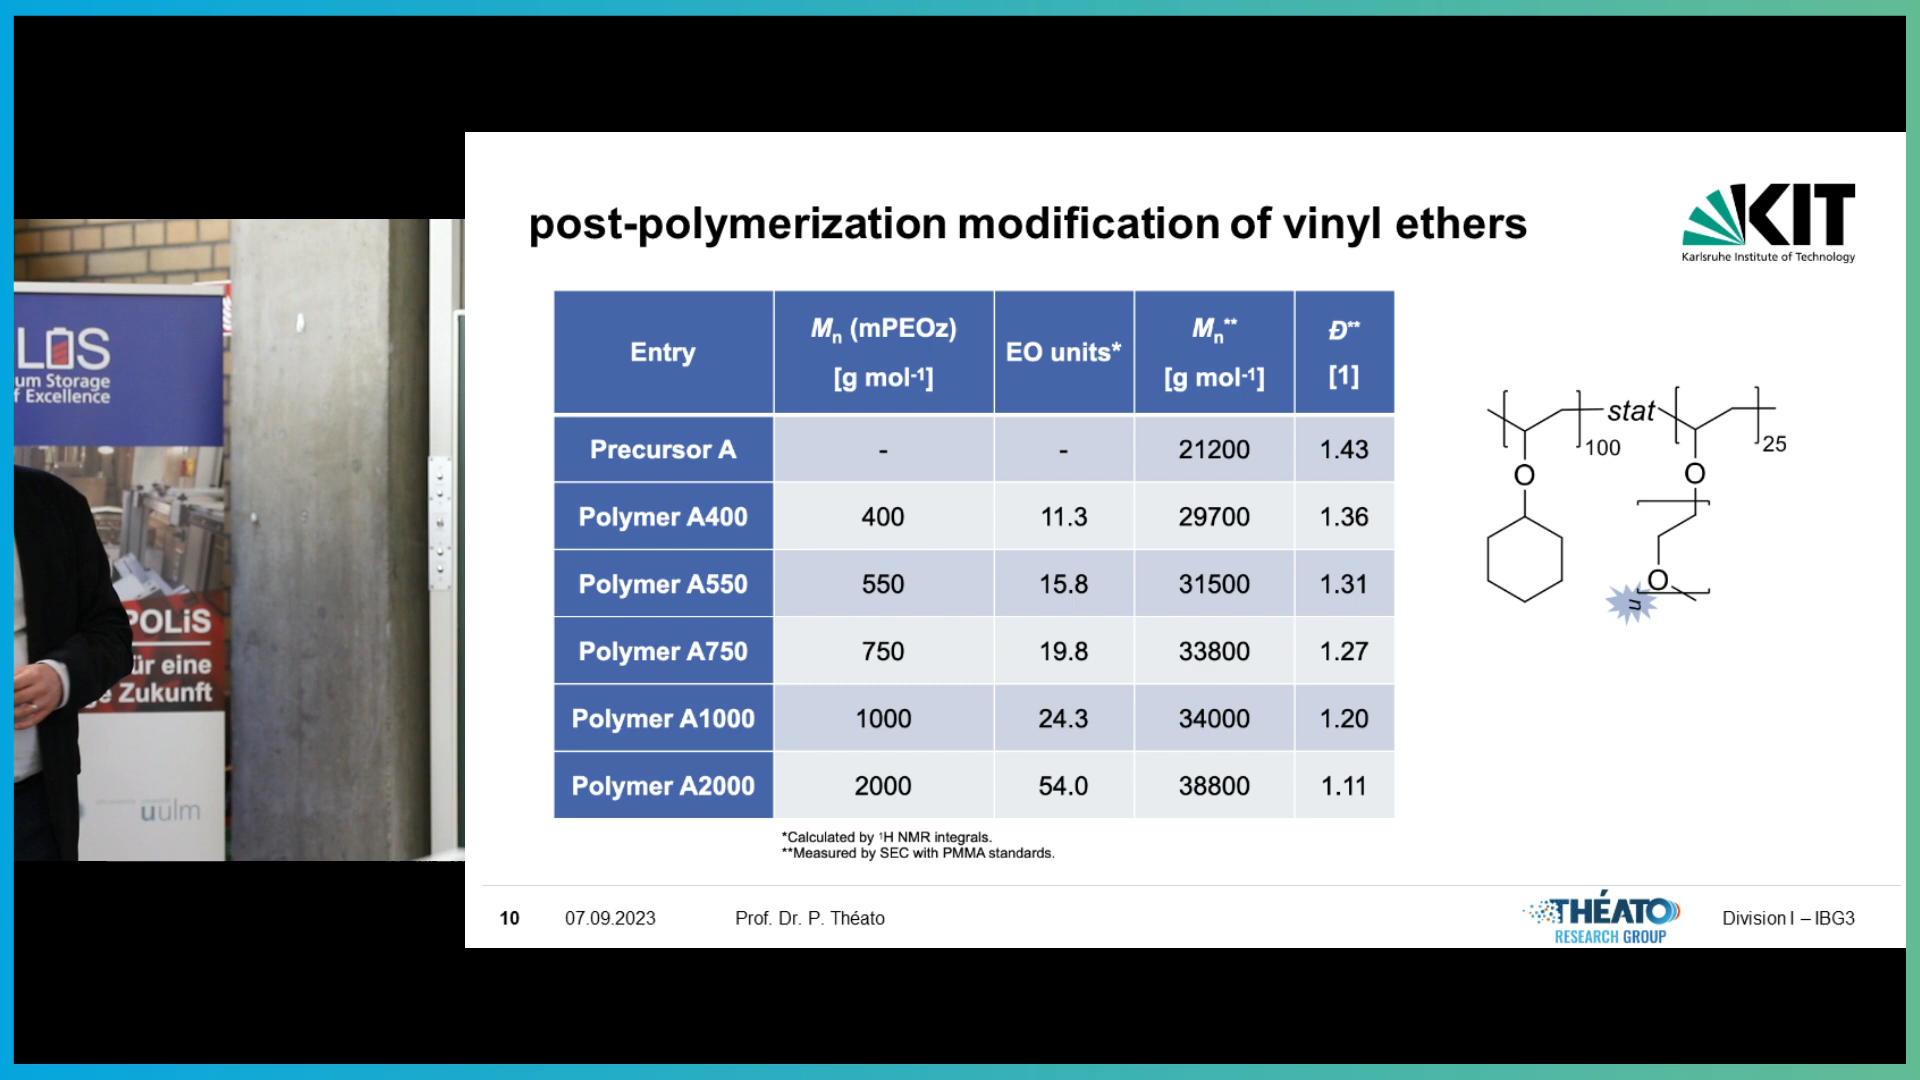 LiS
um Storage
f Excellence
POLiS
ür eine
e Zukunft
uulm
post-polymerization modification of vinyl ethers
KIT
Karlsruhe Institute of Technology
Entry Mn (mPEOz) [g mol-1] EO units* Mn** [g mol-1] Đ** [1]
Precursor A - - 21200 1.43
Polymer A400 400 11.3 29700 1.36
Polymer A550 550 15.8 31500 1.31
Polymer A750 750 19.8 33800 1.27
Polymer A1000 1000 24.3 34000 1.20
Polymer A2000 2000 54.0 38800 1.11
*Calculated by 1H NMR integrals.
**Measured by SEC with PMMA standards.
stat
100
25
O
O
O
n
10 07.09.2023 Prof. Dr. P. Théato
THÉATO
RESEARCH GROUP
Division I – IBG3